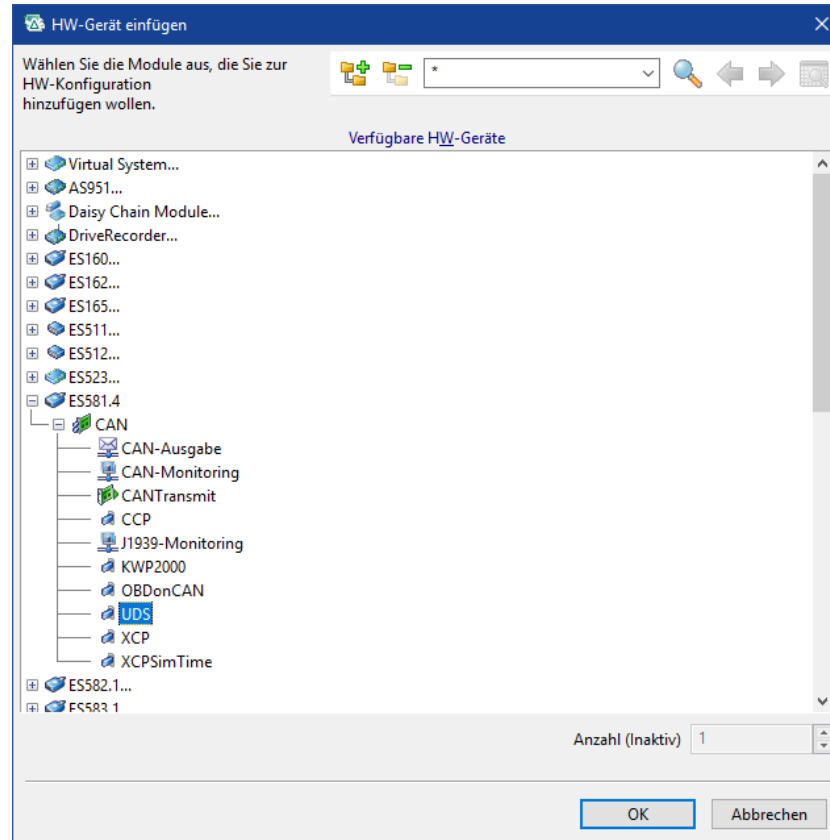 HW-Gerät einfügen
Wählen Sie die Module aus, die Sie zur
HW-Konfiguration
hinzufügen wollen.
*
Verfügbare HW-Geräte
Virtual System...
AS951...
Daisy Chain Module...
DriveRecorder...
ES160...
ES162...
ES165...
ES511...
ES512...
ES523...
ES581.4
CAN
CAN-Ausgabe
CAN-Monitoring
CANTransmit
CCP
J1939-Monitoring
KWP2000
OBDonCAN
UDS
XCP
XCPSimTime
ES582.1...
ES583.1
Anzahl (Inaktiv) 1
OK Abbrechen